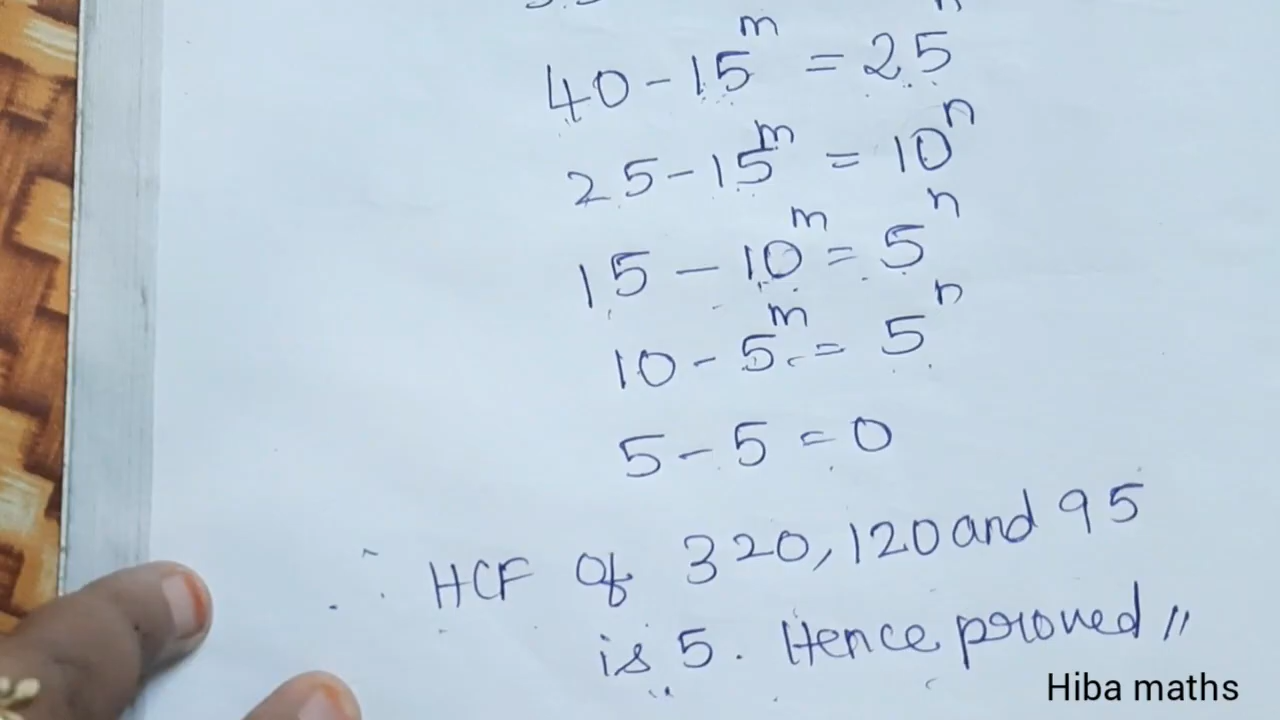 40 - 15^m = 25^n
25 - 15^m = 10^n
15 - 10^m = 5^n
10 - 5^m = 5^n
5 - 5 = 0
∴ HCF of 320, 120 and 95
is 5. Hence proved //
Hiba maths